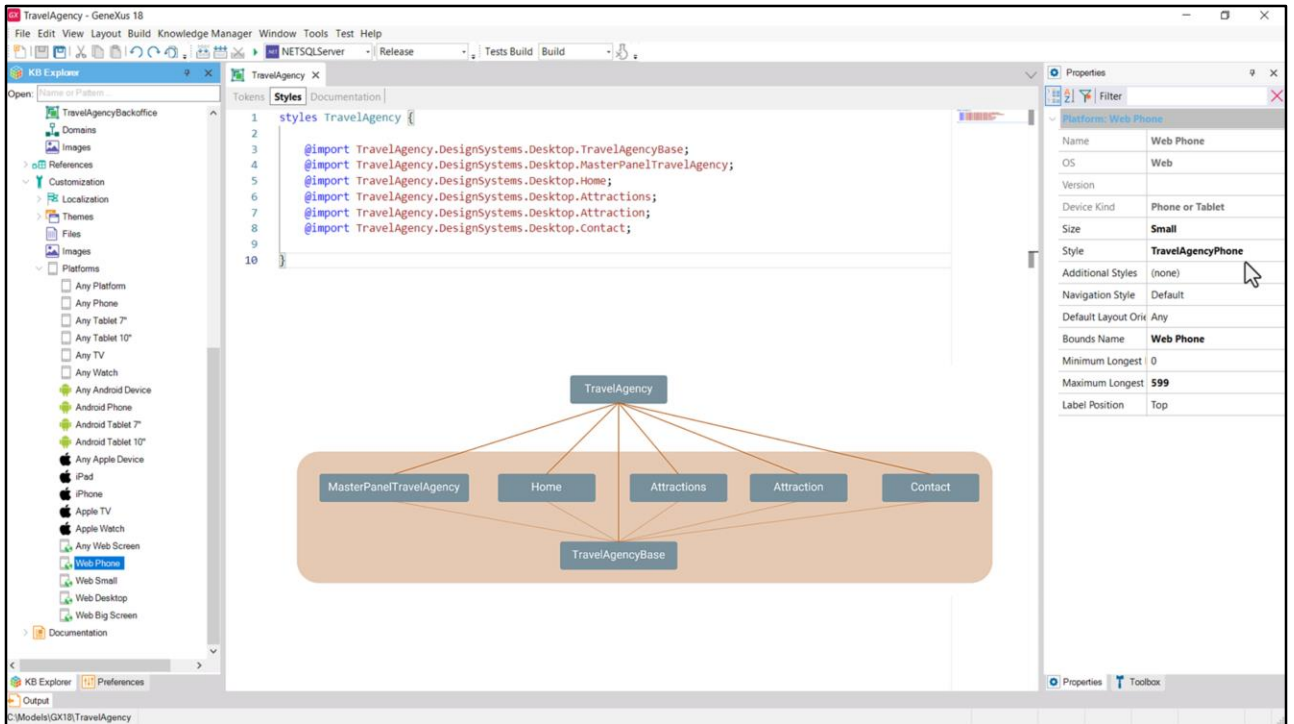 GX TravelAgency - GeneXus 18
File Edit View Layout Build Knowledge Manager Window Tools Test Help
NETSQLServer Release Tests Build Build
KB Explorer
Open: Name or Pattern...
TravelAgencyBackoffice
Domains
Images
References
Customization
Localization
Themes
Files
Images
Platforms
Any Platform
Any Phone
Any Tablet 7"
Any Tablet 10"
Any TV
Any Watch
Any Android Device
Android Phone
Android Tablet 7"
Android Tablet 10"
Any Apple Device
iPad
iPhone
Apple TV
Apple Watch
Any Web Screen
Web Phone
Web Small
Web Desktop
Web Big Screen
Documentation
KB Explorer Preferences
Output
C:\Models\GX18\TravelAgency
TravelAgency
Tokens Styles Documentation
1 styles TravelAgency {
2
3 @import TravelAgency.DesignSystems.Desktop.TravelAgencyBase;
4 @import TravelAgency.DesignSystems.Desktop.MasterPanelTravelAgency;
5 @import TravelAgency.DesignSystems.Desktop.Home;
6 @import TravelAgency.DesignSystems.Desktop.Attractions;
7 @import TravelAgency.DesignSystems.Desktop.Attraction;
8 @import TravelAgency.DesignSystems.Desktop.Contact;
9
10 }
TravelAgency
MasterPanelTravelAgency Home Attractions Attraction Contact
TravelAgencyBase
Properties
Filter
Platform: Web Phone
Name Web Phone
OS Web
Version
Device Kind Phone or Tablet
Size Small
Style TravelAgencyPhone
Additional Styles (none)
Navigation Style Default
Default Layout Orie Any
Bounds Name Web Phone
Minimum Longest 0
Maximum Longest 599
Label Position Top
Properties Toolbox